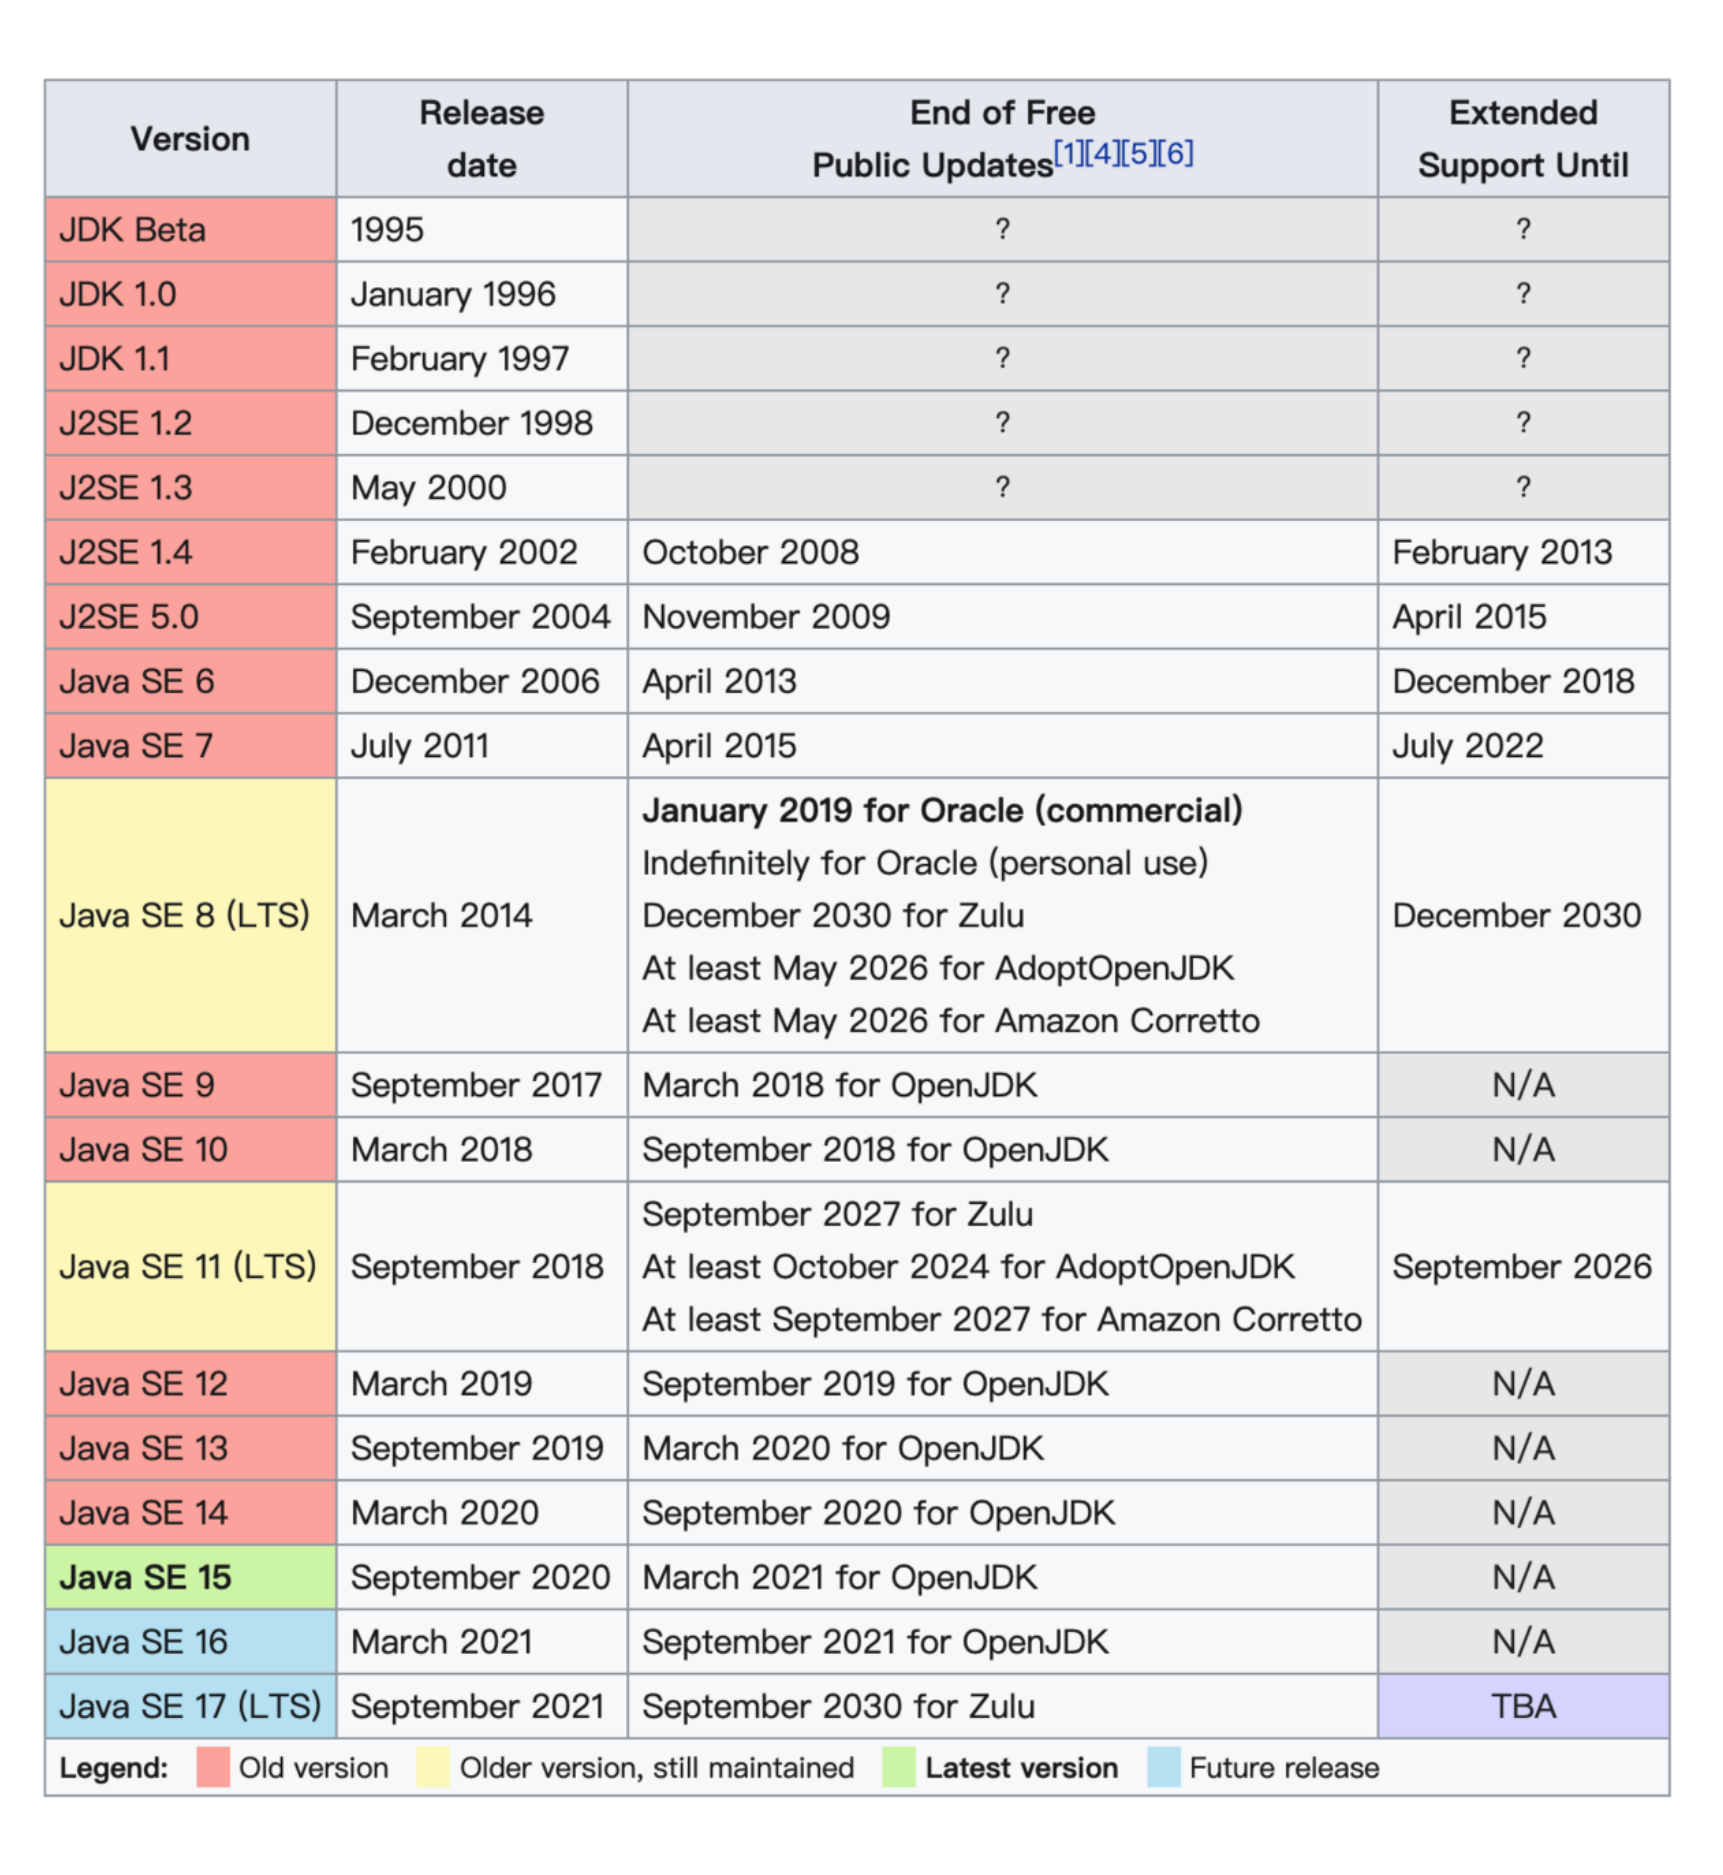 Version
Release date
End of Free Public Updates[1][4][5][6]
Extended Support Until
JDK Beta 1995 ? ?
JDK 1.0 January 1996 ? ?
JDK 1.1 February 1997 ? ?
J2SE 1.2 December 1998 ? ?
J2SE 1.3 May 2000 ? ?
J2SE 1.4 February 2002 October 2008 February 2013
J2SE 5.0 September 2004 November 2009 April 2015
Java SE 6 December 2006 April 2013 December 2018
Java SE 7 July 2011 April 2015 July 2022
Java SE 8 (LTS) March 2014
January 2019 for Oracle (commercial)
Indefinitely for Oracle (personal use)
December 2030 for Zulu
At least May 2026 for AdoptOpenJDK
At least May 2026 for Amazon Corretto
December 2030
Java SE 9 September 2017 March 2018 for OpenJDK N/A
Java SE 10 March 2018 September 2018 for OpenJDK N/A
Java SE 11 (LTS) September 2018
September 2027 for Zulu
At least October 2024 for AdoptOpenJDK
At least September 2027 for Amazon Corretto
September 2026
Java SE 12 March 2019 September 2019 for OpenJDK N/A
Java SE 13 September 2019 March 2020 for OpenJDK N/A
Java SE 14 March 2020 September 2020 for OpenJDK N/A
Java SE 15 September 2020 March 2021 for OpenJDK N/A
Java SE 16 March 2021 September 2021 for OpenJDK N/A
Java SE 17 (LTS) September 2021 September 2030 for Zulu TBA
Legend: Old version Older version, still maintained Latest version Future release